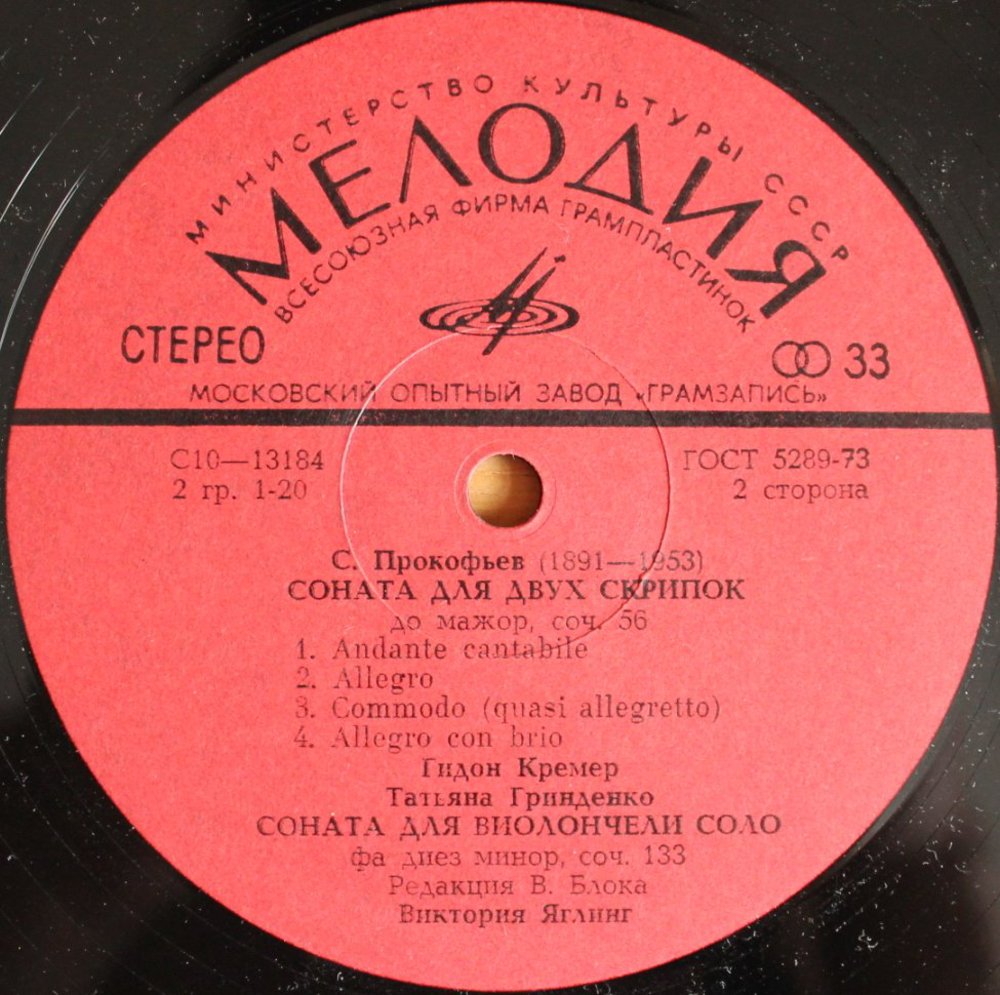 МИНИСТЕРСТВО КУЛЬТУРЫ СССР
МЕЛОДИЯ
ВСЕСОЮЗНАЯ ФИРМА ГРАМПЛАСТИНОК
СТЕРЕО
33
МОСКОВСКИЙ ОПЫТНЫЙ ЗАВОД «ГРАМЗАПИСЬ»
С10—13184
ГОСТ 5289-73
2 гр. 1-20
2 сторона
С. Прокофьев (1891—1953)
СОНАТА ДЛЯ ДВУХ СКРИПОК
до мажор, соч. 56
1. Andante cantabile
2. Allegro
3. Commodo (quasi allegretto)
4. Allegro con brio
Гидон Кремер
Татьяна Гринденко
СОНАТА ДЛЯ ВИОЛОНЧЕЛИ СОЛО
фа диез минор, соч. 133
Редакция В. Блока
Виктория Яглинг